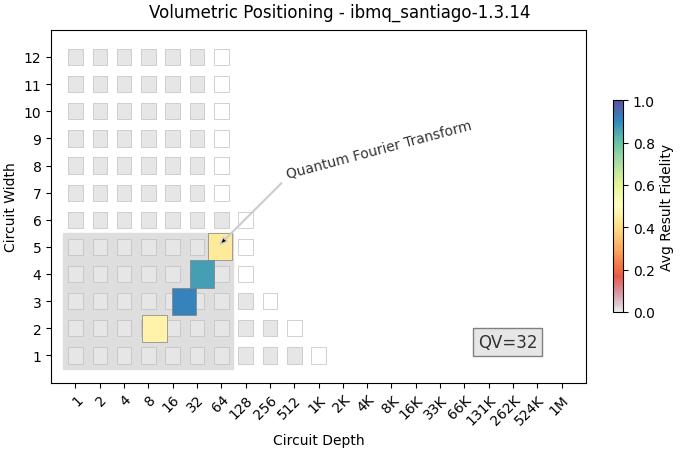 Volumetric Positioning - ibmq_santiago-1.3.14
12
11
10
9
8
7
6
5
4
3
2
1
Circuit Width
Quantum Fourier Transform
QV=32
1 2 4 8 16 32 64 128 256 512 1K 2K 4K 8K 16K 33K 66K 131K 262K 524K 1M
Circuit Depth
1.0
0.8
0.6
0.4
0.2
0.0
Avg Result Fidelity